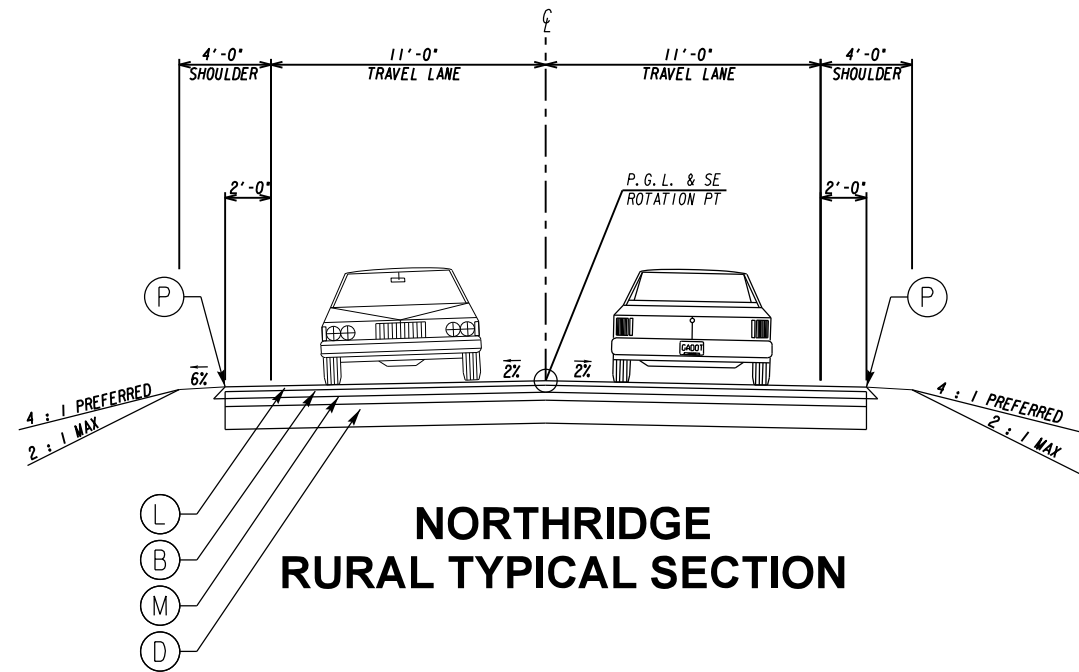 ℄
4'-0"
SHOULDER
11'-0"
TRAVEL LANE
11'-0"
TRAVEL LANE
4'-0"
SHOULDER
2'-0"
P.G.L. & SE
ROTATION PT
2'-0"
P
P
GADOT
6%
2%
2%
4 : 1 PREFERRED
2 : 1 MAX
4 : 1 PREFERRED
2 : 1 MAX
L
B
M
D
NORTHRIDGE
RURAL TYPICAL SECTION